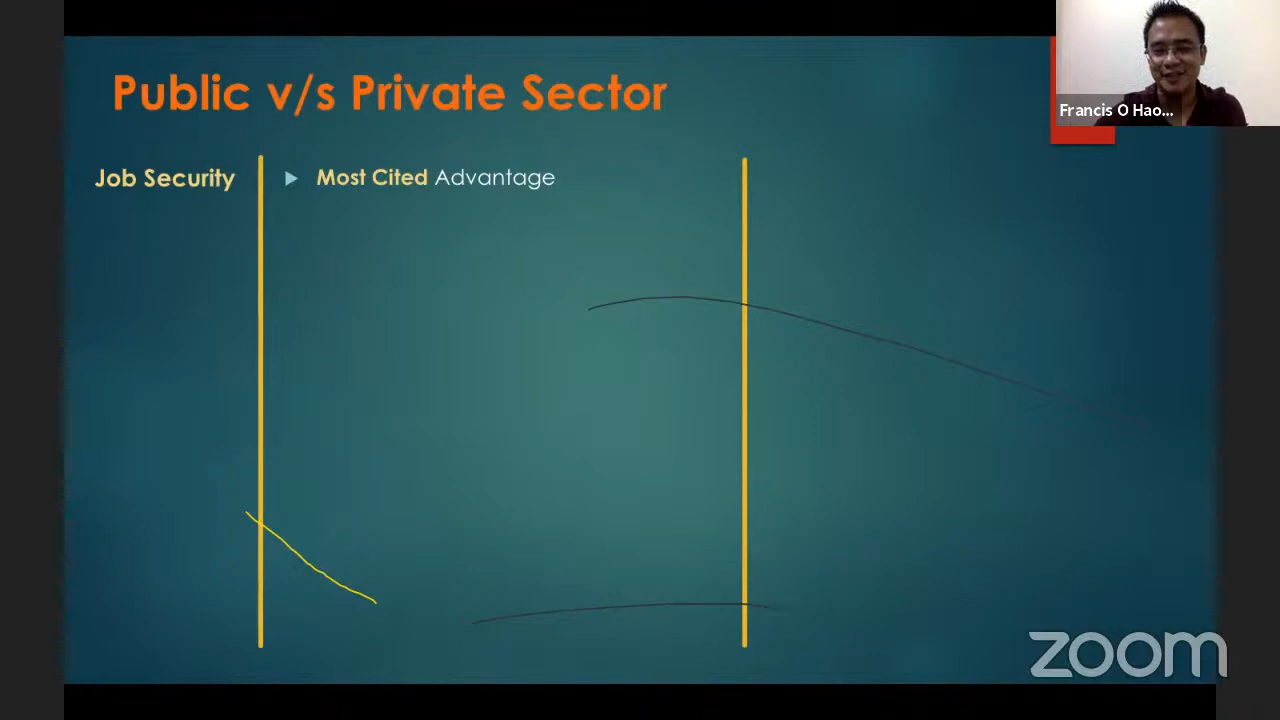 Public v/s Private Sector
Francis O Hao...
Job Security
Most Cited Advantage
zoom